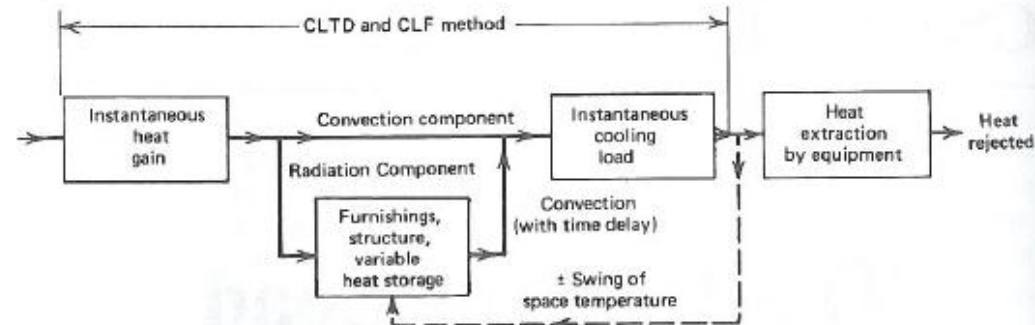 CLTD and CLF method
Instantaneous
heat
gain
Convection component
Radiation Component
Furnishings,
structure,
variable
heat storage
Convection
(with time delay)
Instantaneous
cooling
load
Heat
extraction
by equipment
Heat
rejected
± Swing of
space temperature